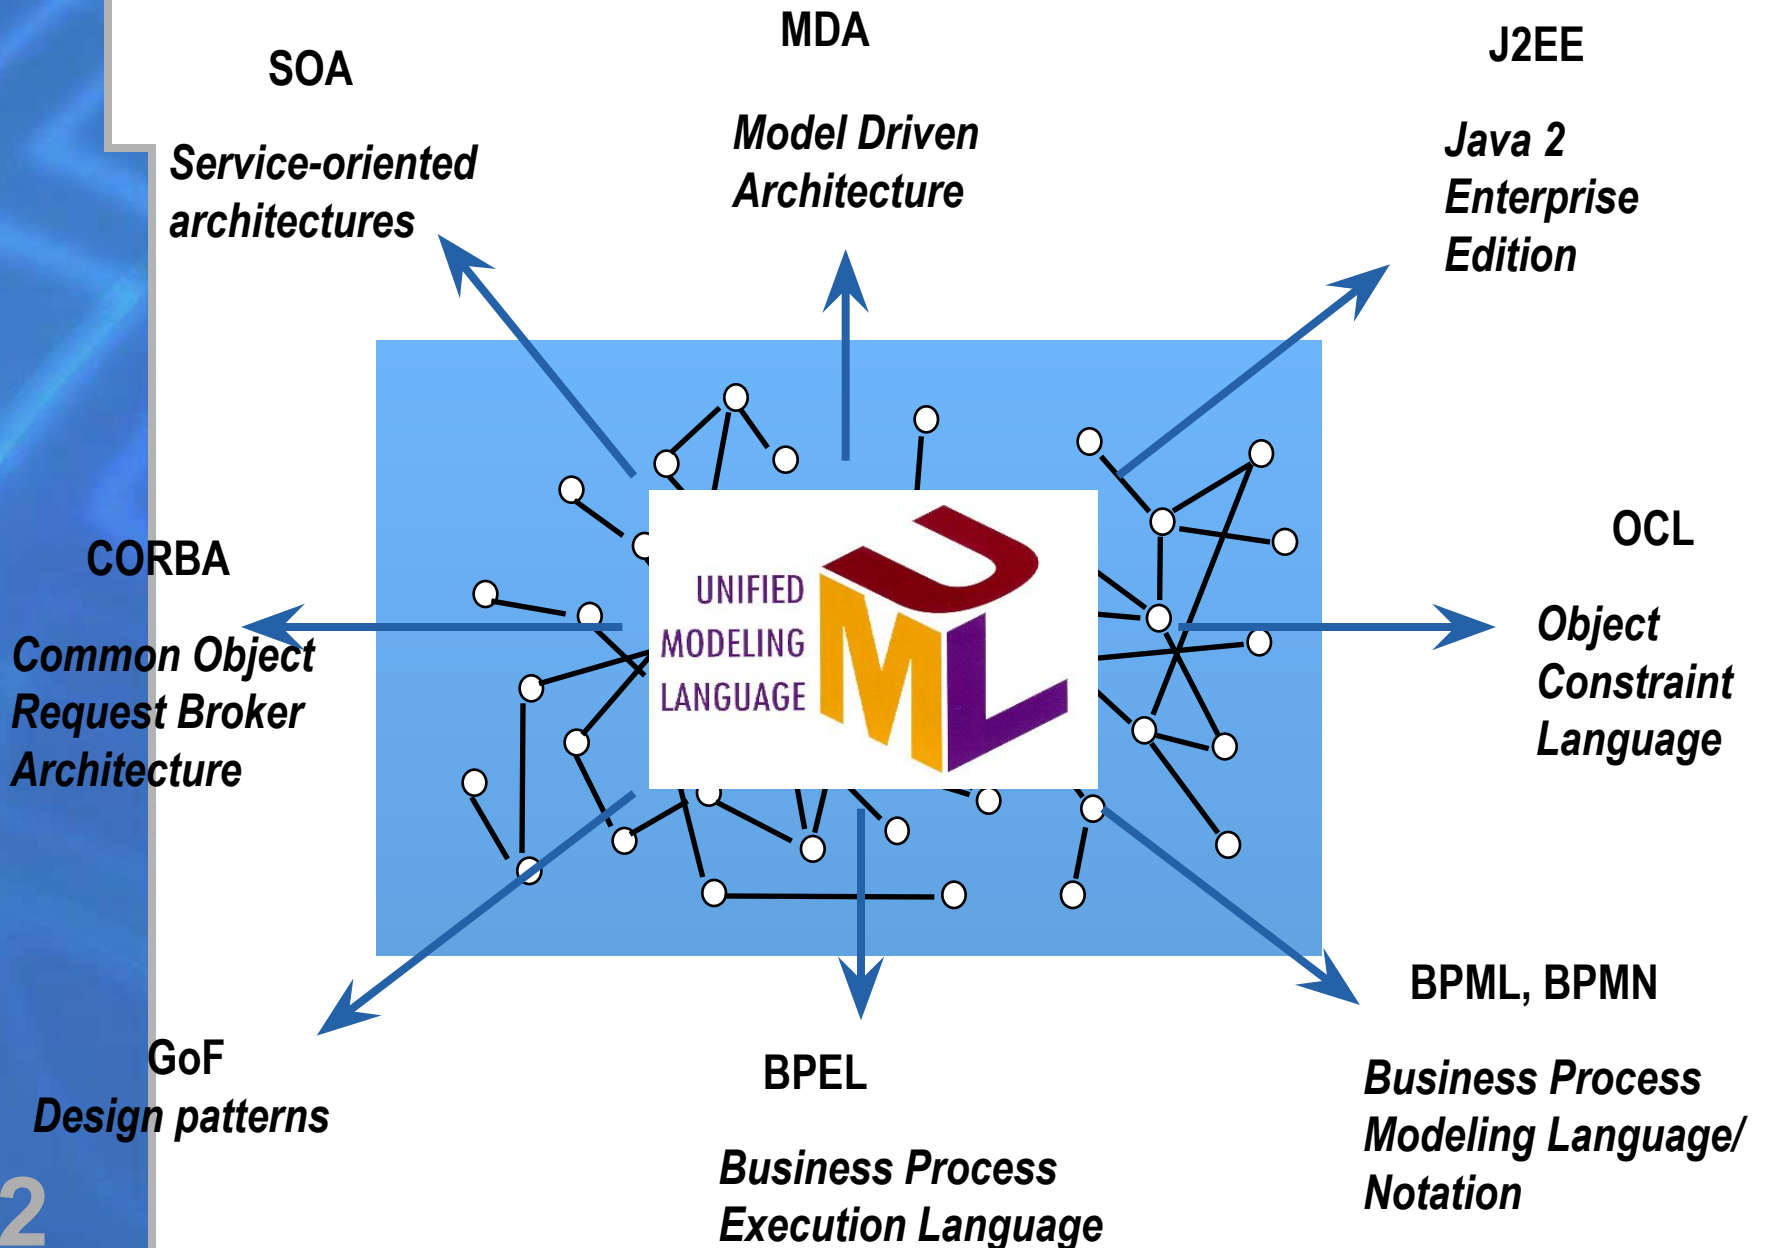 MDA
J2EE
SOA
Model Driven
Architecture
Java 2
Enterprise
Edition
Service-oriented
architectures
UNIFIED
MODELING
LANGUAGE
UML
CORBA
Common Object
Request Broker
Architecture
OCL
Object
Constraint
Language
GoF
Design patterns
BPEL
Business Process
Execution Language
BPML, BPMN
Business Process
Modeling Language/
Notation
2